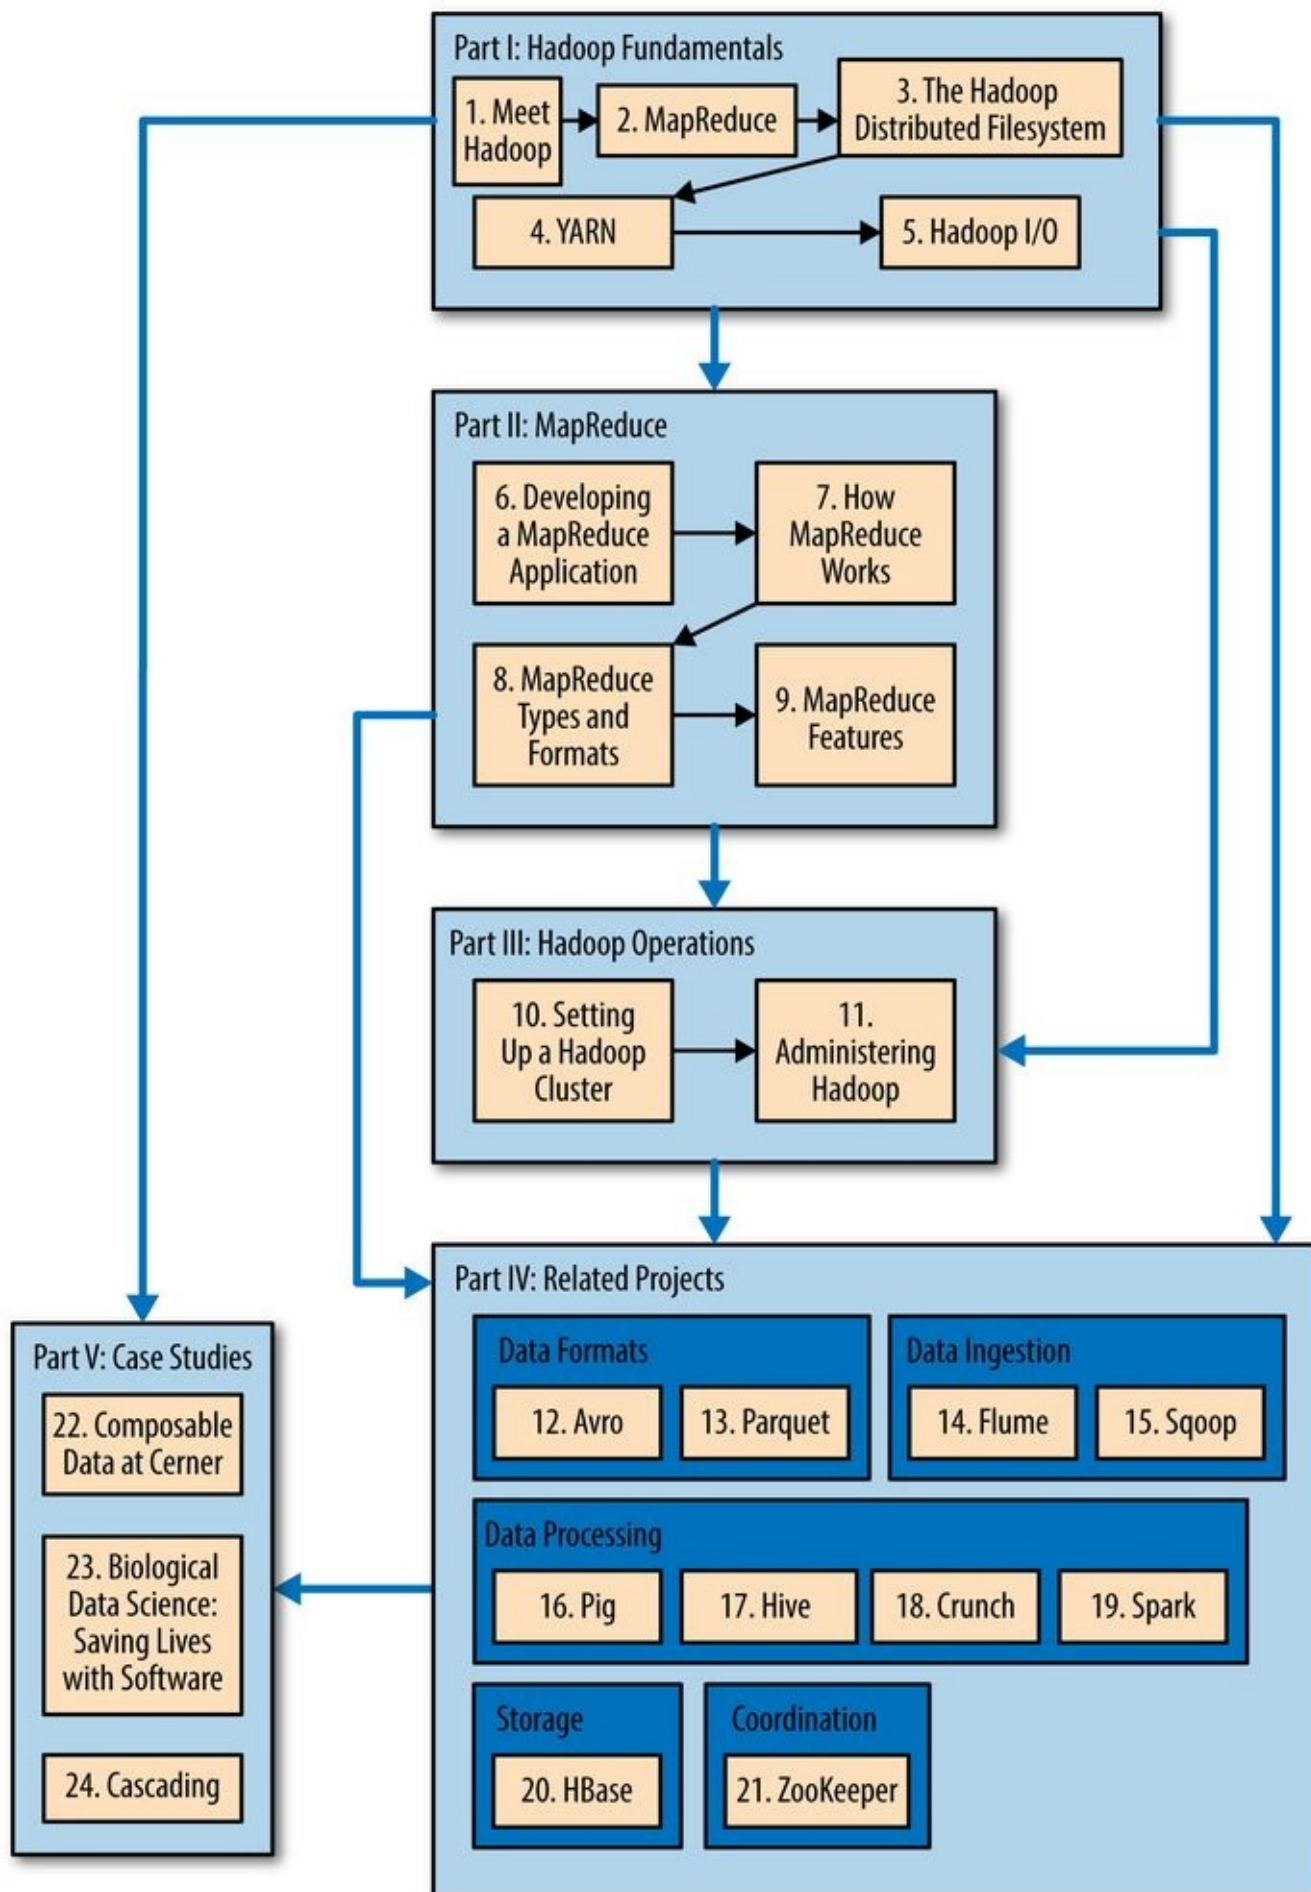 Part I: Hadoop Fundamentals
1. Meet
Hadoop
2. MapReduce
3. The Hadoop
Distributed Filesystem
4. YARN
5. Hadoop I/O
Part II: MapReduce
6. Developing
a MapReduce
Application
7. How
MapReduce
Works
8. MapReduce
Types and
Formats
9. MapReduce
Features
Part III: Hadoop Operations
10. Setting
Up a Hadoop
Cluster
11.
Administering
Hadoop
Part IV: Related Projects
Data Formats
12. Avro
13. Parquet
Data Ingestion
14. Flume
15. Sqoop
Data Processing
16. Pig
17. Hive
18. Crunch
19. Spark
Storage
20. HBase
Coordination
21. ZooKeeper
Part V: Case Studies
22. Composable
Data at Cerner
23. Biological
Data Science:
Saving Lives
with Software
24. Cascading